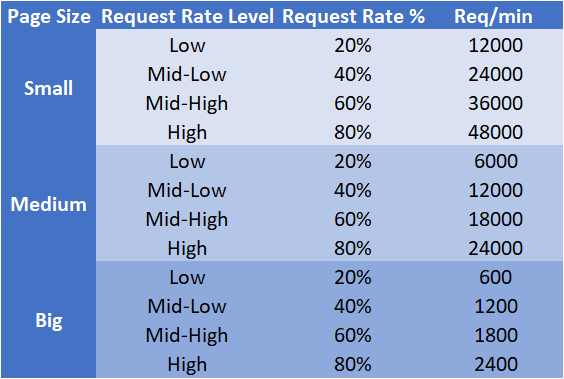 Page Size Request Rate Level Request Rate % Req/min
Small
Low 20% 12000
Mid-Low 40% 24000
Mid-High 60% 36000
High 80% 48000
Medium
Low 20% 6000
Mid-Low 40% 12000
Mid-High 60% 18000
High 80% 24000
Big
Low 20% 600
Mid-Low 40% 1200
Mid-High 60% 1800
High 80% 2400